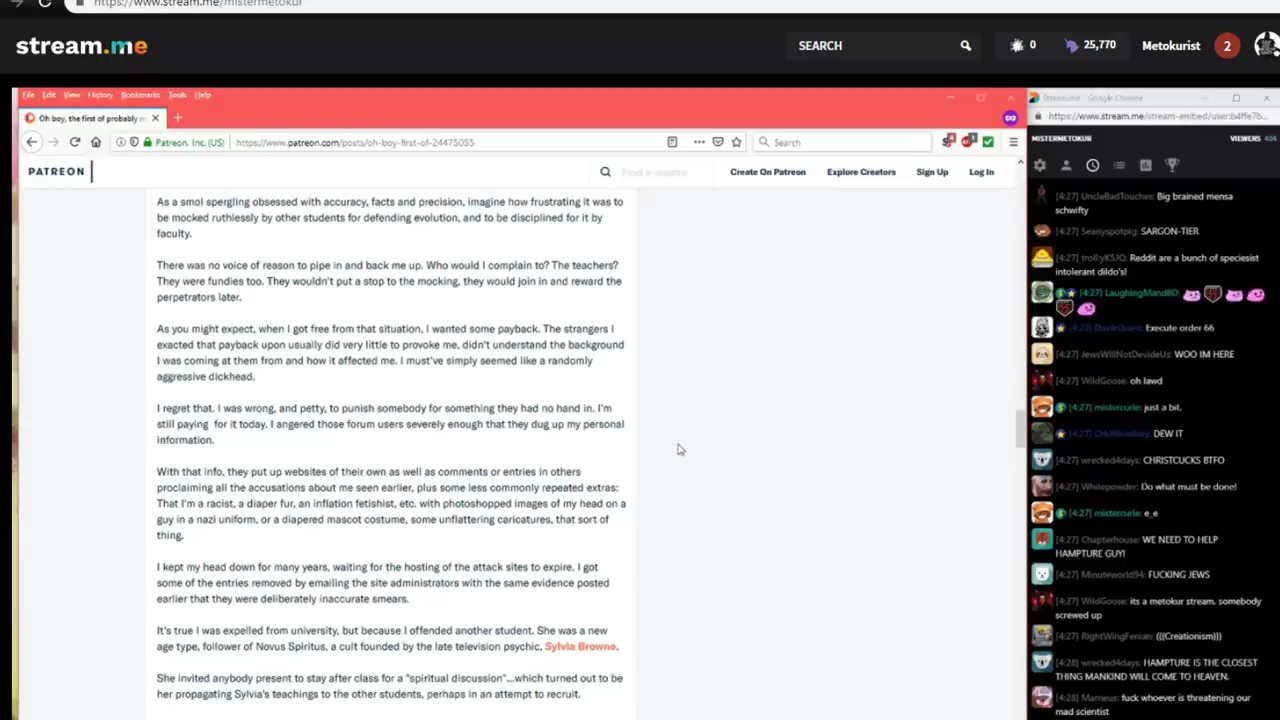 https://www.stream.me/mistermetokur
stream.me
SEARCH
0
25,770
Metokurist
2
File Edit View History Bookmarks Tools Help
Oh boy, the first of probably m
Patreon, Inc. (US)
https://www.patreon.com/posts/oh-boy-first-of-24475055
Search
PATREON
Find a creator
Create On Patreon
Explore Creators
Sign Up
Log In
As a smol spergling obsessed with accuracy, facts and precision, imagine how frustrating it was to
be mocked ruthlessly by other students for defending evolution, and to be disciplined for it by
faculty.
There was no voice of reason to pipe in and back me up. Who would I complain to? The teachers?
They were fundies too. They wouldn't put a stop to the mocking, they would join in and reward the
perpetrators later.
As you might expect, when I got free from that situation, I wanted some payback. The strangers I
exacted that payback upon usually did very little to provoke me, didn't understand the background
I was coming at them from and how it affected me. I must've simply seemed like a randomly
aggressive dickhead.
I regret that. I was wrong, and petty, to punish somebody for something they had no hand in. I'm
still paying for it today. I angered those forum users severely enough that they dug up my personal
information.
With that info, they put up websites of their own as well as comments or entries in others
proclaiming all the accusations about me seen earlier, plus some less commonly repeated extras:
That I'm a racist, a diaper fur, an inflation fetishist, etc. with photoshopped images of my head on a
guy in a nazi uniform, or a diapered mascot costume, some unflattering caricatures, that sort of
thing.
I kept my head down for many years, waiting for the hosting of the attack sites to expire. I got
some of the entries removed by emailing the site administrators with the same evidence posted
earlier that they were deliberately inaccurate smears.
It's true I was expelled from university, but because I offended another student. She was a new
age type, follower of Novus Spiritus, a cult founded by the late television psychic, Sylvia Browne.
She invited anybody present to stay after class for a "spiritual discussion"...which turned out to be
her propagating Sylvia's teachings to the other students, perhaps in an attempt to recruit.
Stream.me - Google Chrome
https://www.stream.me/stream-embed/user:b4ffe7b...
MISTERMETOKUR
VIEWERS 404
[4:27] UncleBadTouches: Big brained mensa
schwifty
[4:27] Seanyspotpig: SARGON-TIER
[4:27] trollyKSJQ: Reddit are a bunch of speciesist
intolerant dildo's!
[4:27] LaughingMandIID:
[4:27] Execute order 66
[4:27] JewsWillNotDevideUs: WOO IM HERE
[4:27] WildGoose: oh lawd
[4:27] mistercurie: just a bit.
[4:27] DEW IT
[4:27] wrecked4days: CHRISTCUCKS BTFO
[4:27] Whitepowder: Do what must be done!
[4:27] mistercurie: e_e
[4:27] Chapterhouse: WE NEED TO HELP
HAMPTURE GUY!
[4:27] Minuteworld94: FUCKING JEWS
[4:27] WildGoose: its a metokur stream. somebody
screwed up
[4:27] RightWingFenian: (((Creationism)))
[4:28] wrecked4days: HAMPTURE IS THE CLOSEST
THING MANKIND WILL COME TO HEAVEN.
[4:28] Marneus: fuck whoever is threatening our
mad scientist